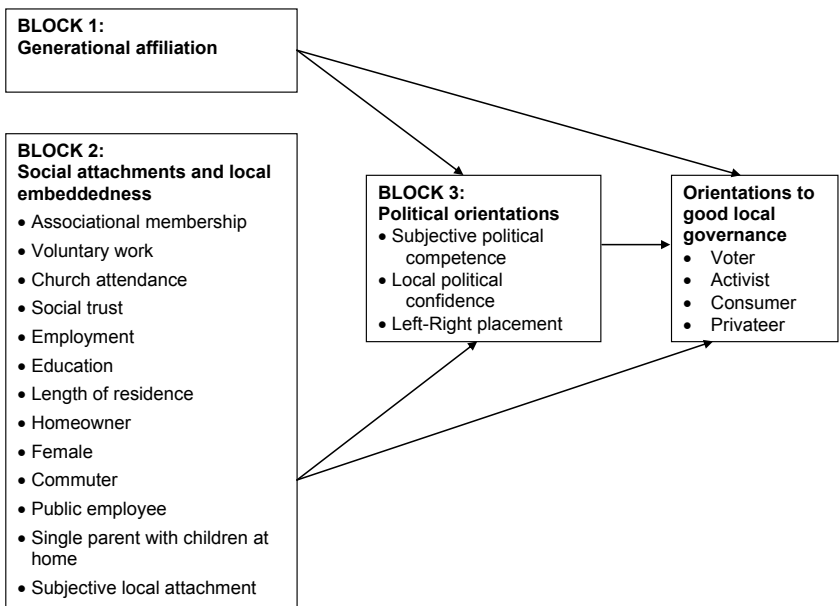 BLOCK 1:
Generational affiliation
BLOCK 2:
Social attachments and local
embeddedness
• Associational membership
• Voluntary work
• Church attendance
• Social trust
• Employment
• Education
• Length of residence
• Homeowner
• Female
• Commuter
• Public employee
• Single parent with children at
home
• Subjective local attachment
BLOCK 3:
Political orientations
• Subjective political
competence
• Local political
confidence
• Left-Right placement
Orientations to
good local
governance
• Voter
• Activist
• Consumer
• Privateer